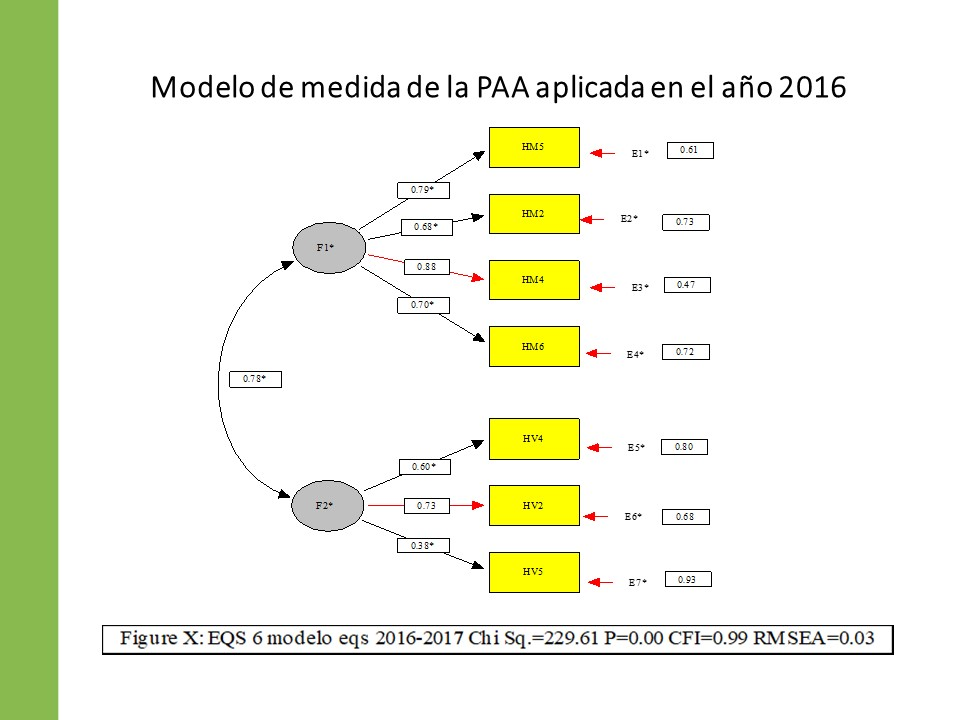 Modelo de medida de la PAA aplicada en el año 2016
HM5
E1*
0.61
0.79*
HM2
E2*
0.73
0.68*
F1*
0.88
HM4
E3*
0.47
0.70*
HM6
E4*
0.72
0.78*
HV4
E5*
0.80
0.60*
F2*
0.73
HV2
E6*
0.68
0.38*
HV5
E7*
0.93
Figure X: EQS 6 modelo eqs 2016-2017 Chi Sq.=229.61 P=0.00 CFI=0.99 RMSEA=0.03